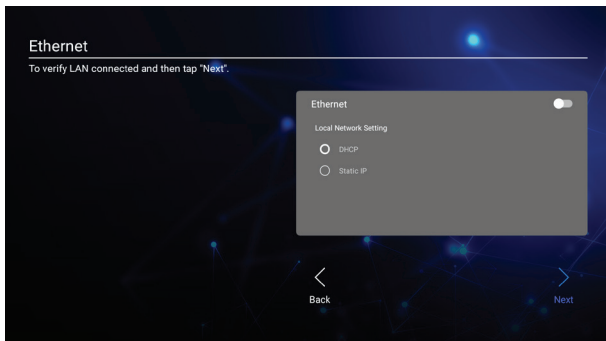 Ethernet
To verify LAN connected and then tap "Next".
Ethernet
Local Network Setting
DHCP
Static IP
Back
Next